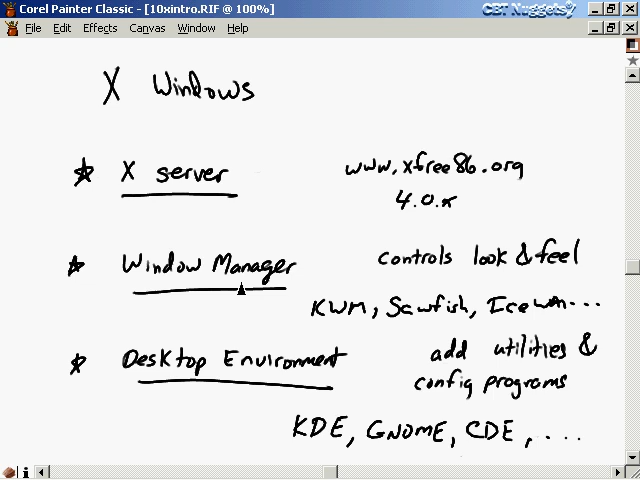 Corel Painter Classic - [10xintro.RIF @ 100%]
CBT Nuggets
File Edit Effects Canvas Window Help
X Windows
X server www.xfree86.org
4.0.x
Window Manager controls look & feel
KWM, Sawfish, Icewm...
Desktop Environment add utilities &
config programs
KDE, GNOME, CDE, ....